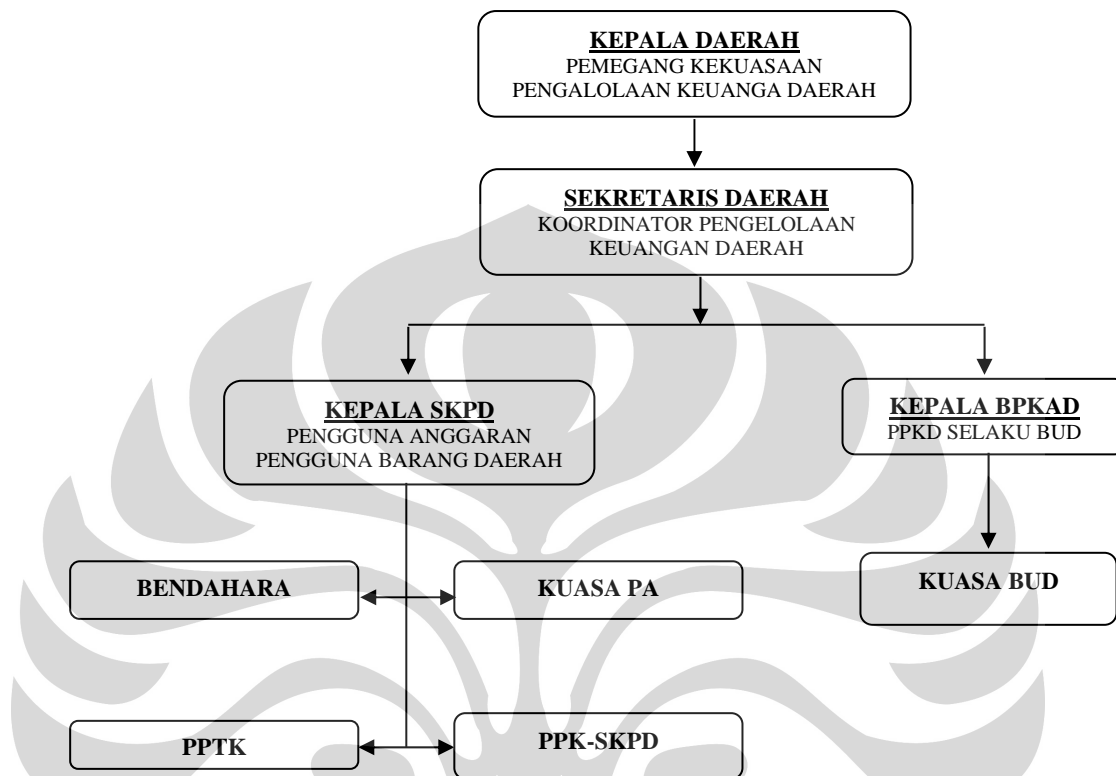 KEPALA DAERAH
PEMEGANG KEKUASAAN
PENGALOLAAN KEUANGA DAERAH
SEKRETARIS DAERAH
KOORDINATOR PENGELOLAAN
KEUANGAN DAERAH
KEPALA SKPD
PENGGUNA ANGGARAN
PENGGUNA BARANG DAERAH
KEPALA BPKAD
PPKD SELAKU BUD
BENDAHARA
KUASA PA
KUASA BUD
PPTK
PPK-SKPD